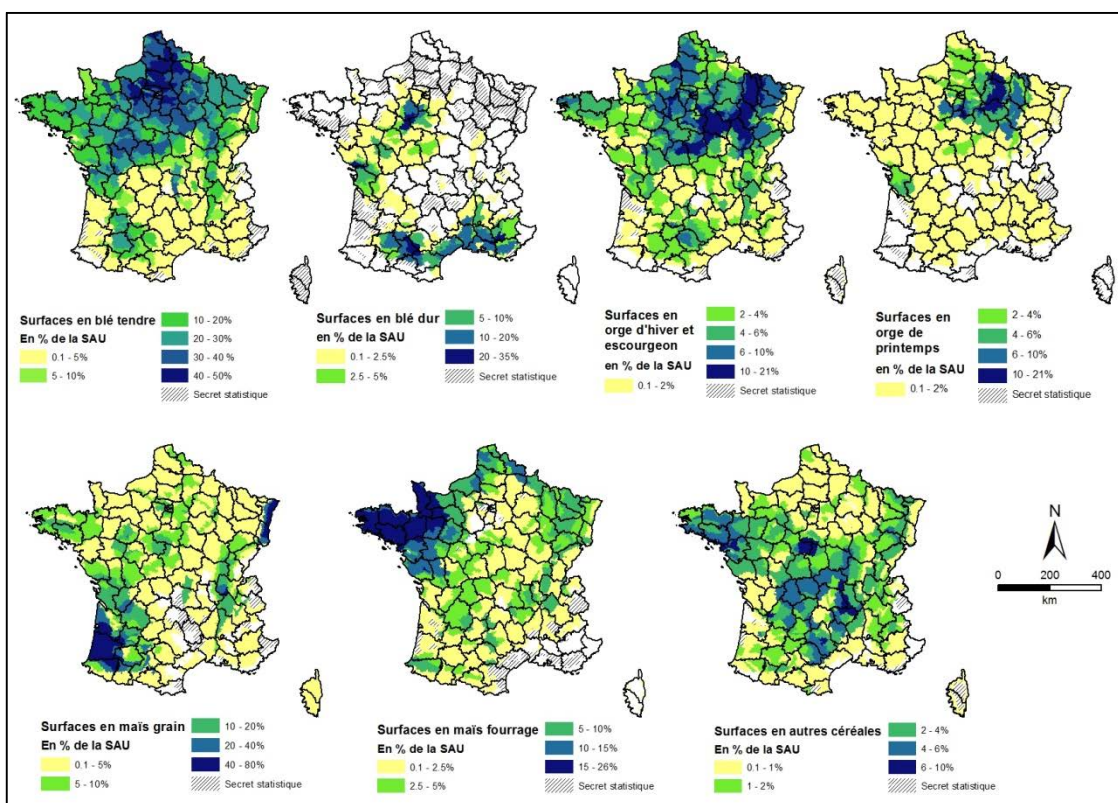 Surfaces en blé tendre
En % de la SAU
0.1 - 5%
5 - 10%
10 - 20%
20 - 30%
30 - 40 %
40 - 50%
Secret statistique
Surfaces en blé dur
En % de la SAU
0.1 - 2.5%
2.5 - 5%
5 - 10%
10 - 20%
20 - 35%
Secret statistique
Surfaces en
orge d'hiver et
escourgeon
en % de la SAU
0.1 - 2%
2 - 4%
4 - 6%
6 - 10%
10 - 21%
Secret statistique
Surfaces en
orge de
printemps
en % de la SAU
0.1 - 2%
2 - 4%
4 - 6%
6 - 10%
10 - 21%
Secret statistique
N
0 200 400
km
Surfaces en maïs grain
En % de la SAU
0.1 - 5%
5 - 10%
10 - 20%
20 - 40%
40 - 80%
Secret statistique
Surfaces en maïs fourrage
En % de la SAU
0.1 - 2.5%
2.5 - 5%
5 - 10%
10 - 15%
15 - 26%
Secret statistique
Surfaces en autres céréales
En % de la SAU
0.1 - 1%
1 - 2%
2 - 4%
4 - 6%
6 - 10%
Secret statistique